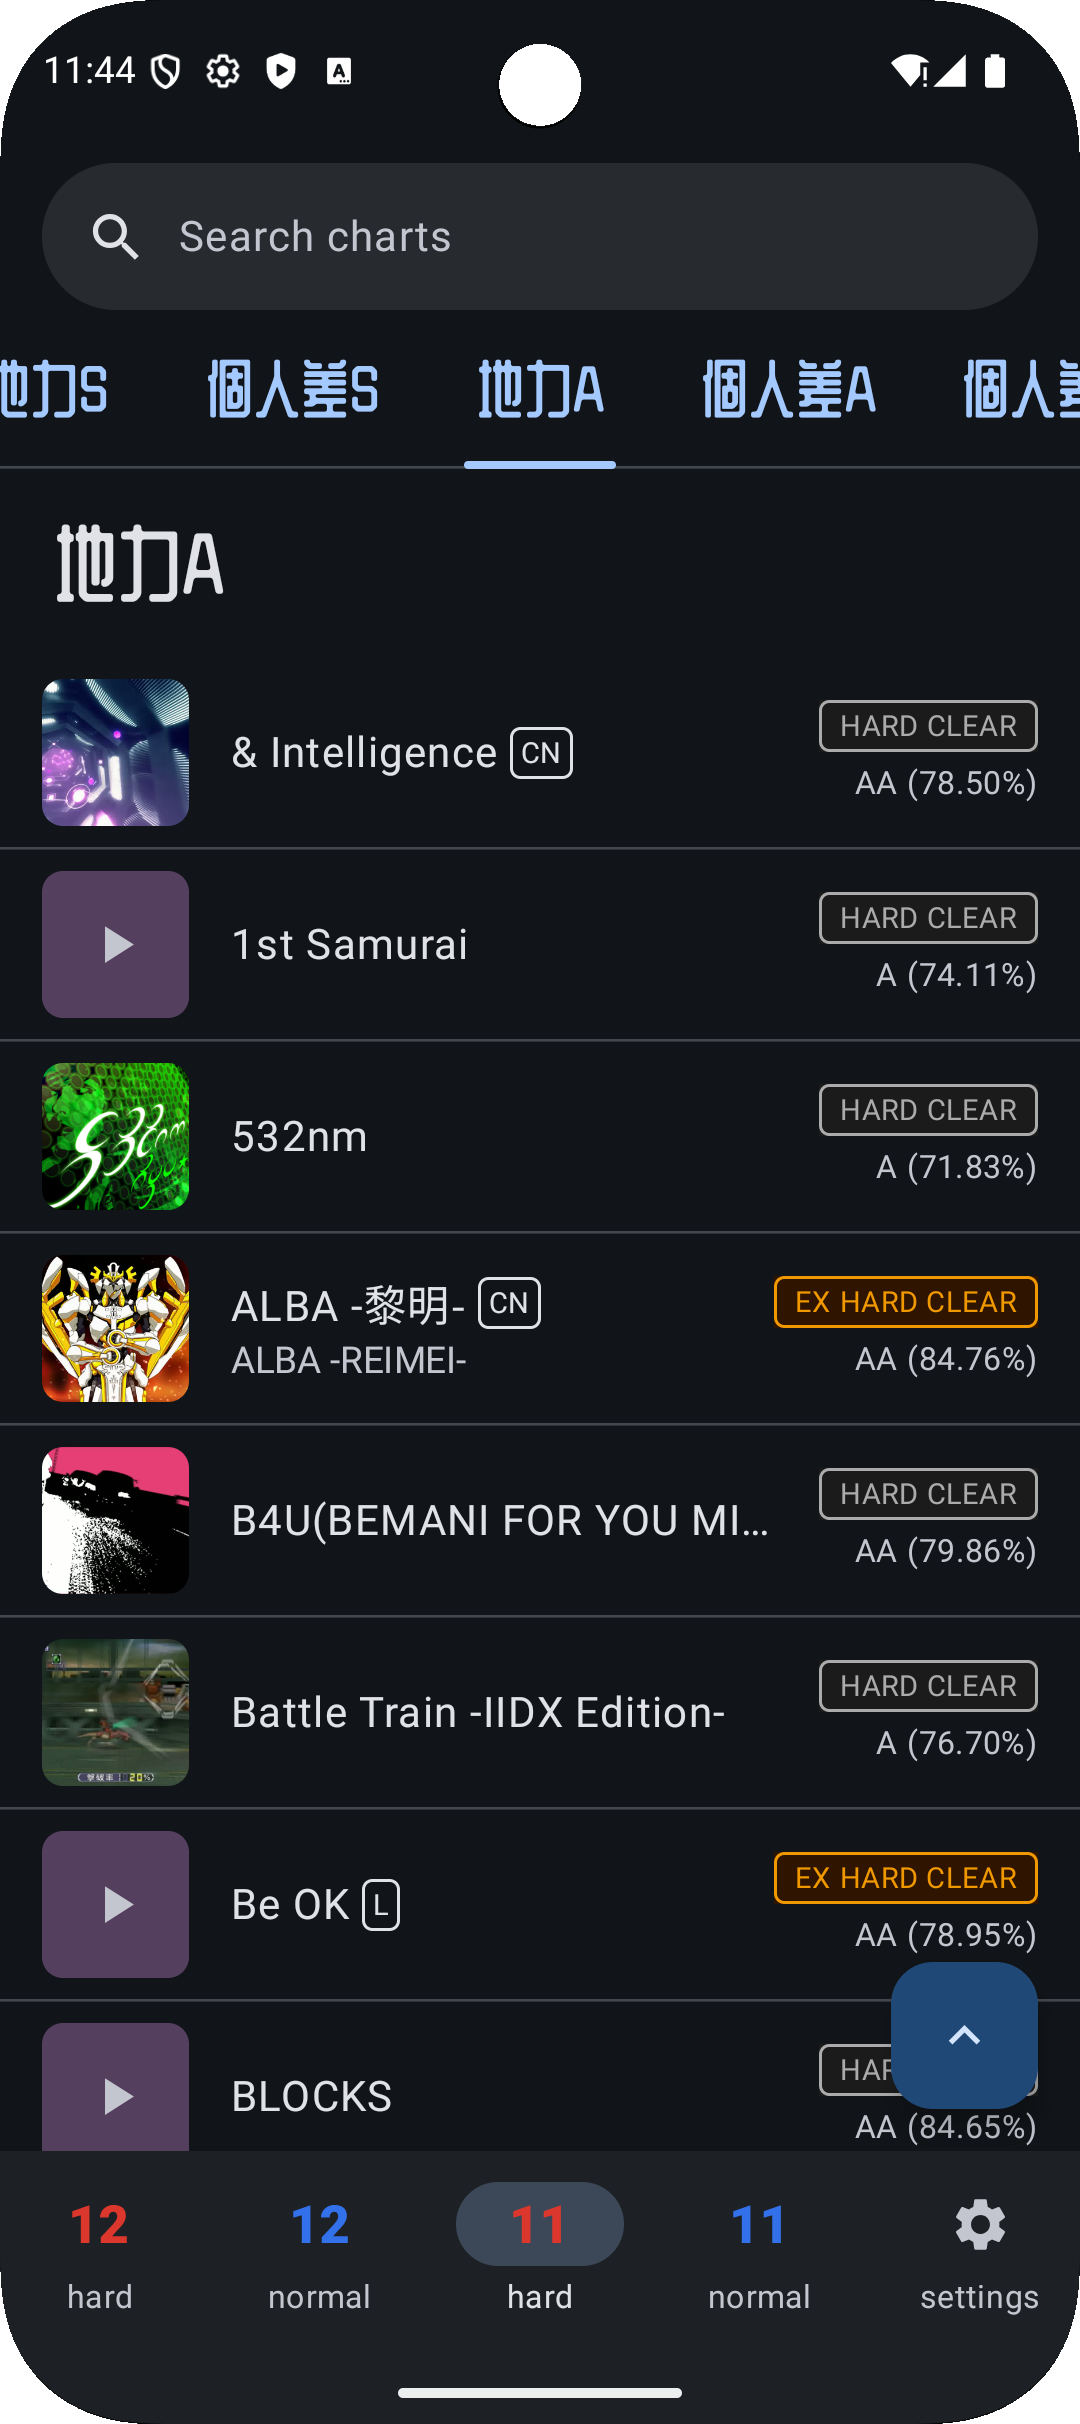 11:44
Search charts
地力S 個人差S 地力A 個人差A 個人差
地力A
& Intelligence CN
HARD CLEAR
AA (78.50%)
1st Samurai
HARD CLEAR
A (74.11%)
532nm
HARD CLEAR
A (71.83%)
ALBA -黎明- CN
ALBA -REIMEI-
EX HARD CLEAR
AA (84.76%)
B4U(BEMANI FOR YOU MI…
HARD CLEAR
AA (79.86%)
Battle Train -IIDX Edition-
HARD CLEAR
A (76.70%)
Be OK L
EX HARD CLEAR
AA (78.95%)
BLOCKS
HAR
AA (84.65%)
12 12 11 11
hard normal hard normal settings